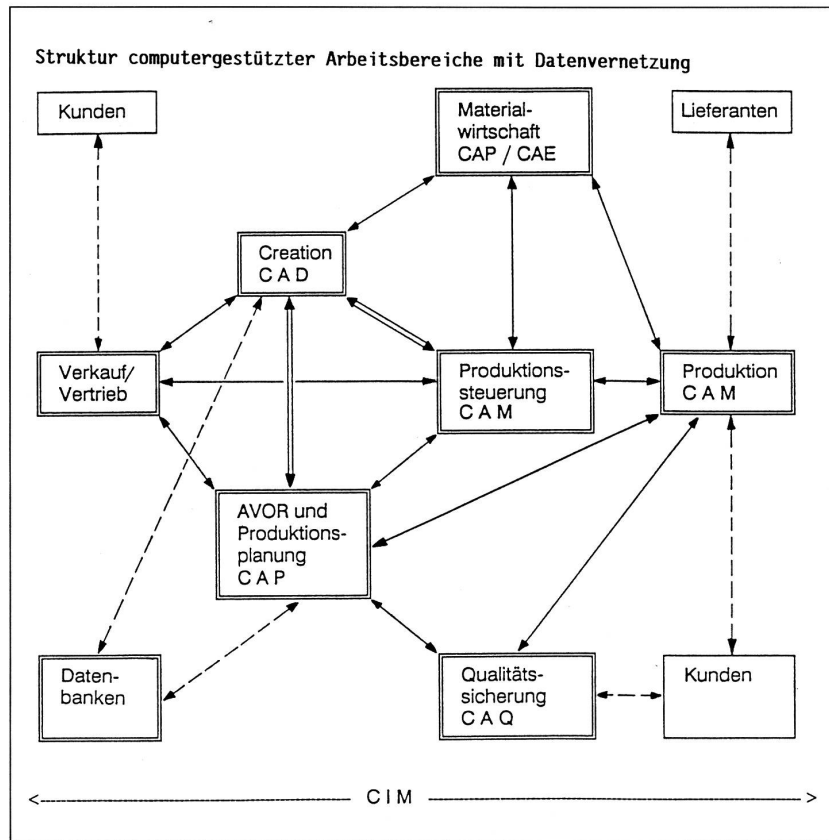 Struktur computergestützter Arbeitsbereiche mit Datenvernetzung
Kunden
Material-
wirtschaft
CAP / CAE
Lieferanten
Creation
C A D
Verkauf/
Vertrieb
Produktions-
steuerung
C A M
Produktion
C A M
AVOR und
Produktions-
planung
C A P
Daten-
banken
Qualitäts-
sicherung
C A Q
Kunden
C I M